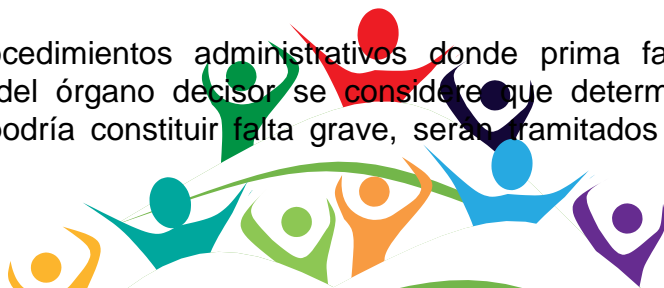 ocedimientos administrativos donde prima fa
del órgano decisor se considere que determ
podría constituir falta grave, serán tramitados